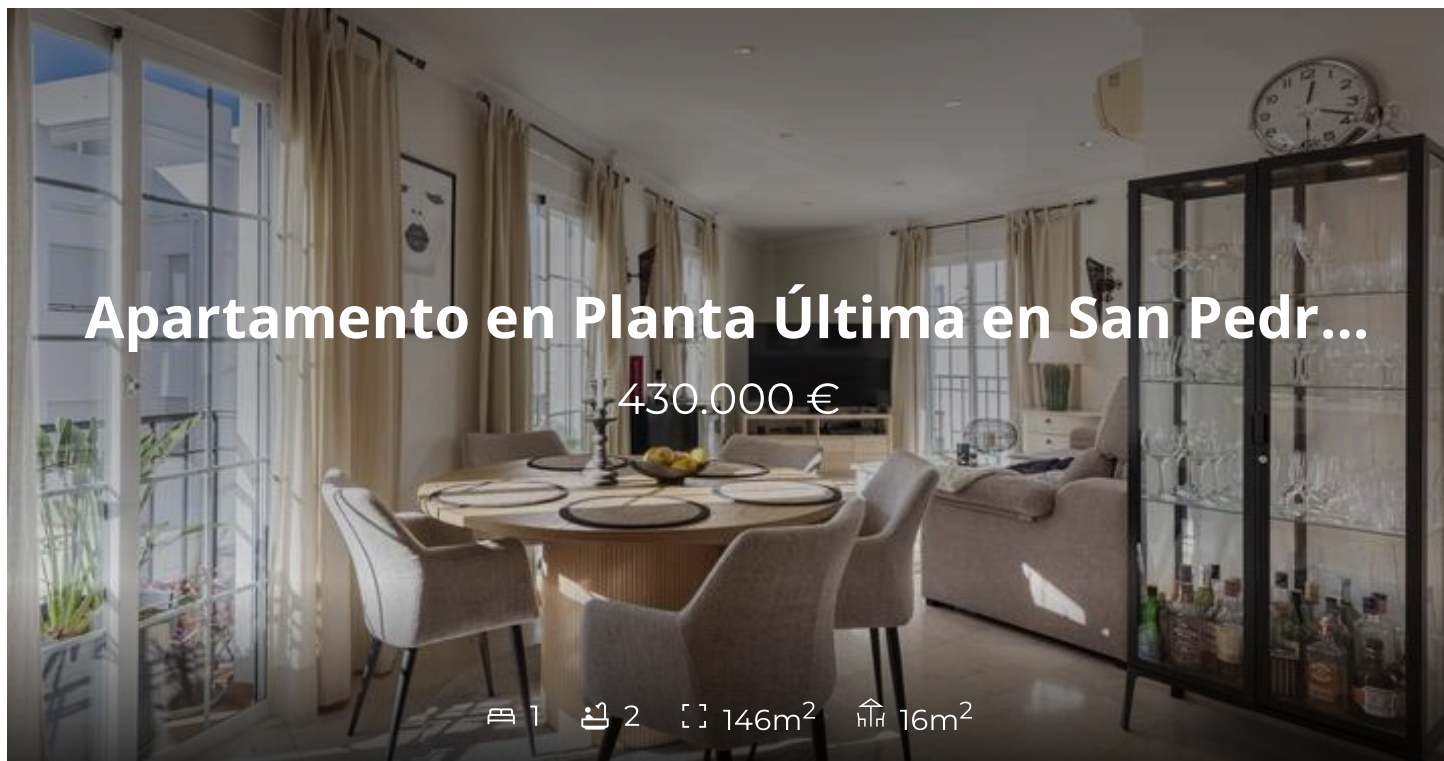 Apartamento en Planta Última en San Pedr...
430.000 €
1 2 146m² 16m²